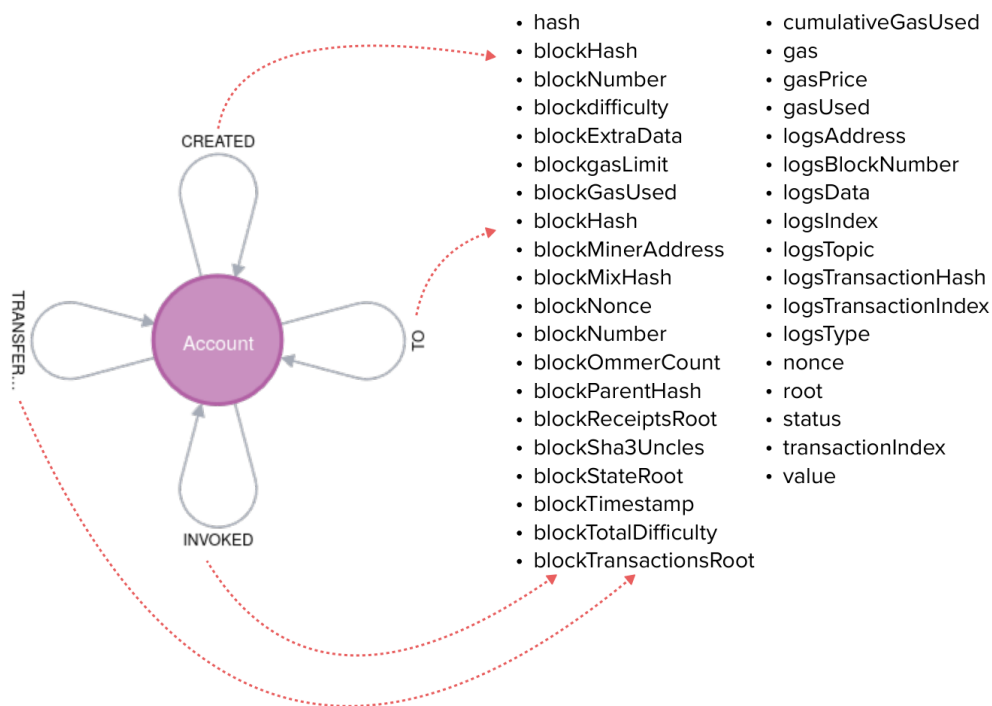 CREATED
TRANSFER...
Account
TO
INVOKED
• hash
• blockHash
• blockNumber
• blockdifficulty
• blockExtraData
• blockgasLimit
• blockGasUsed
• blockHash
• blockMinerAddress
• blockMixHash
• blockNonce
• blockNumber
• blockOmmerCount
• blockParentHash
• blockReceiptsRoot
• blockSha3Uncles
• blockStateRoot
• blockTimestamp
• blockTotalDifficulty
• blockTransactionsRoot
• cumulativeGasUsed
• gas
• gasPrice
• gasUsed
• logsAddress
• logsBlockNumber
• logsData
• logsIndex
• logsTopic
• logsTransactionHash
• logsTransactionIndex
• logsType
• nonce
• root
• status
• transactionIndex
• value